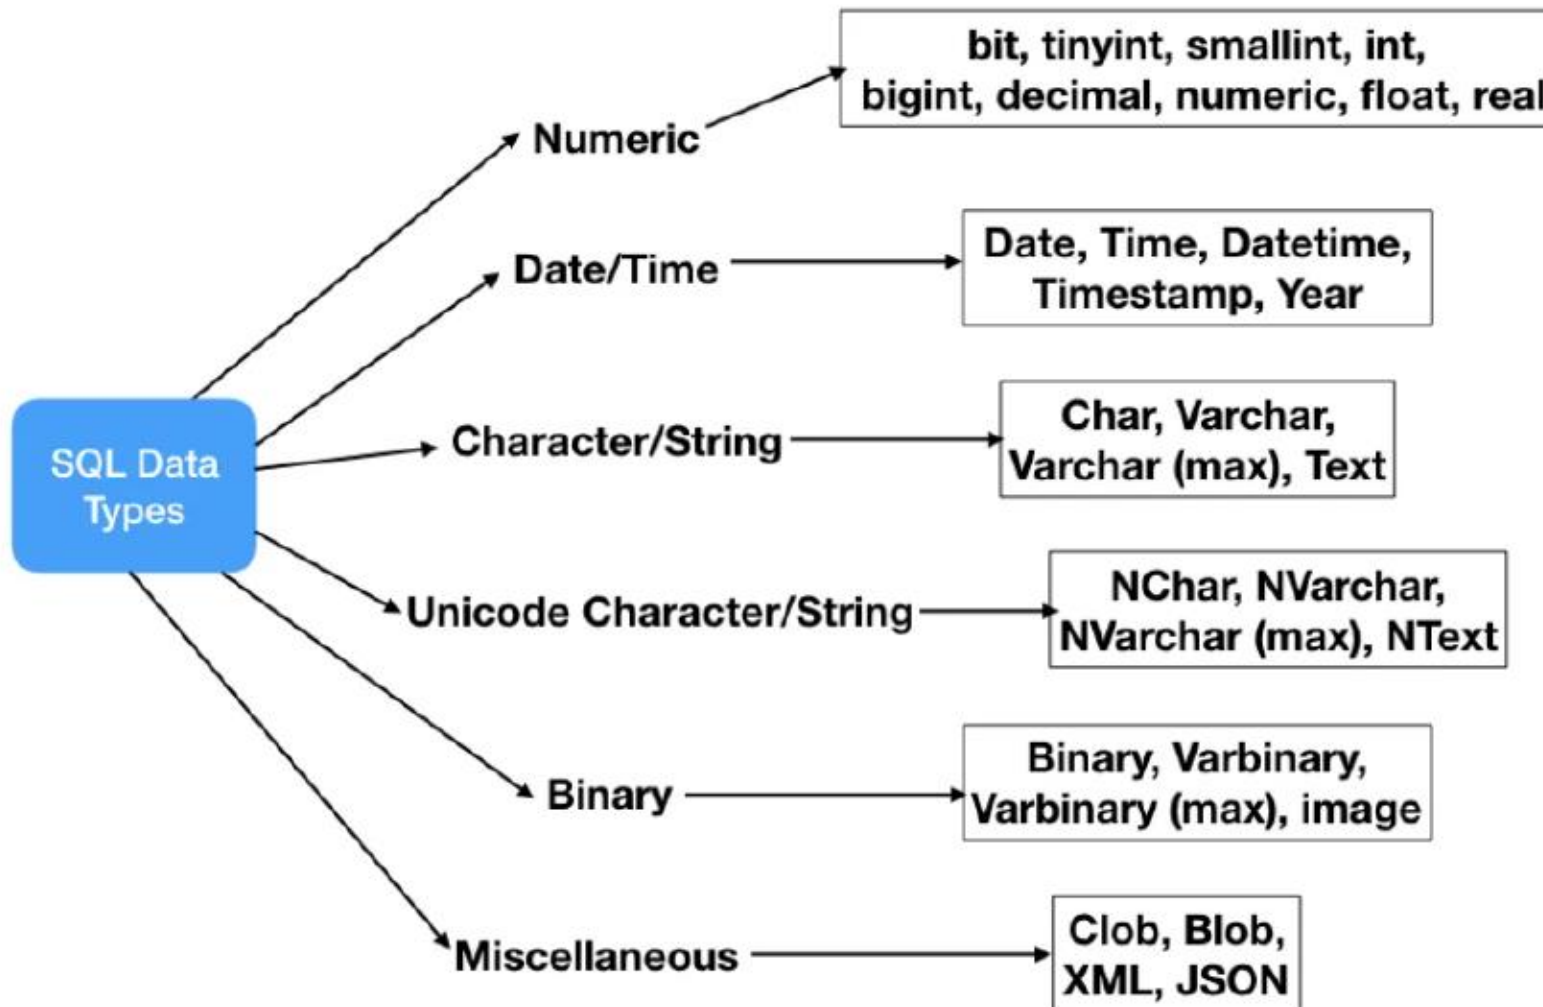 bit, tinyint, smallint, int,
bigint, decimal, numeric, float, real
Numeric
Date, Time, Datetime,
Timestamp, Year
Date/Time
Char, Varchar,
Varchar (max), Text
Character/String
SQL Data
Types
NChar, NVarchar,
NVarchar (max), NText
Unicode Character/String
Binary, Varbinary,
Varbinary (max), image
Binary
Clob, Blob,
XML, JSON
Miscellaneous